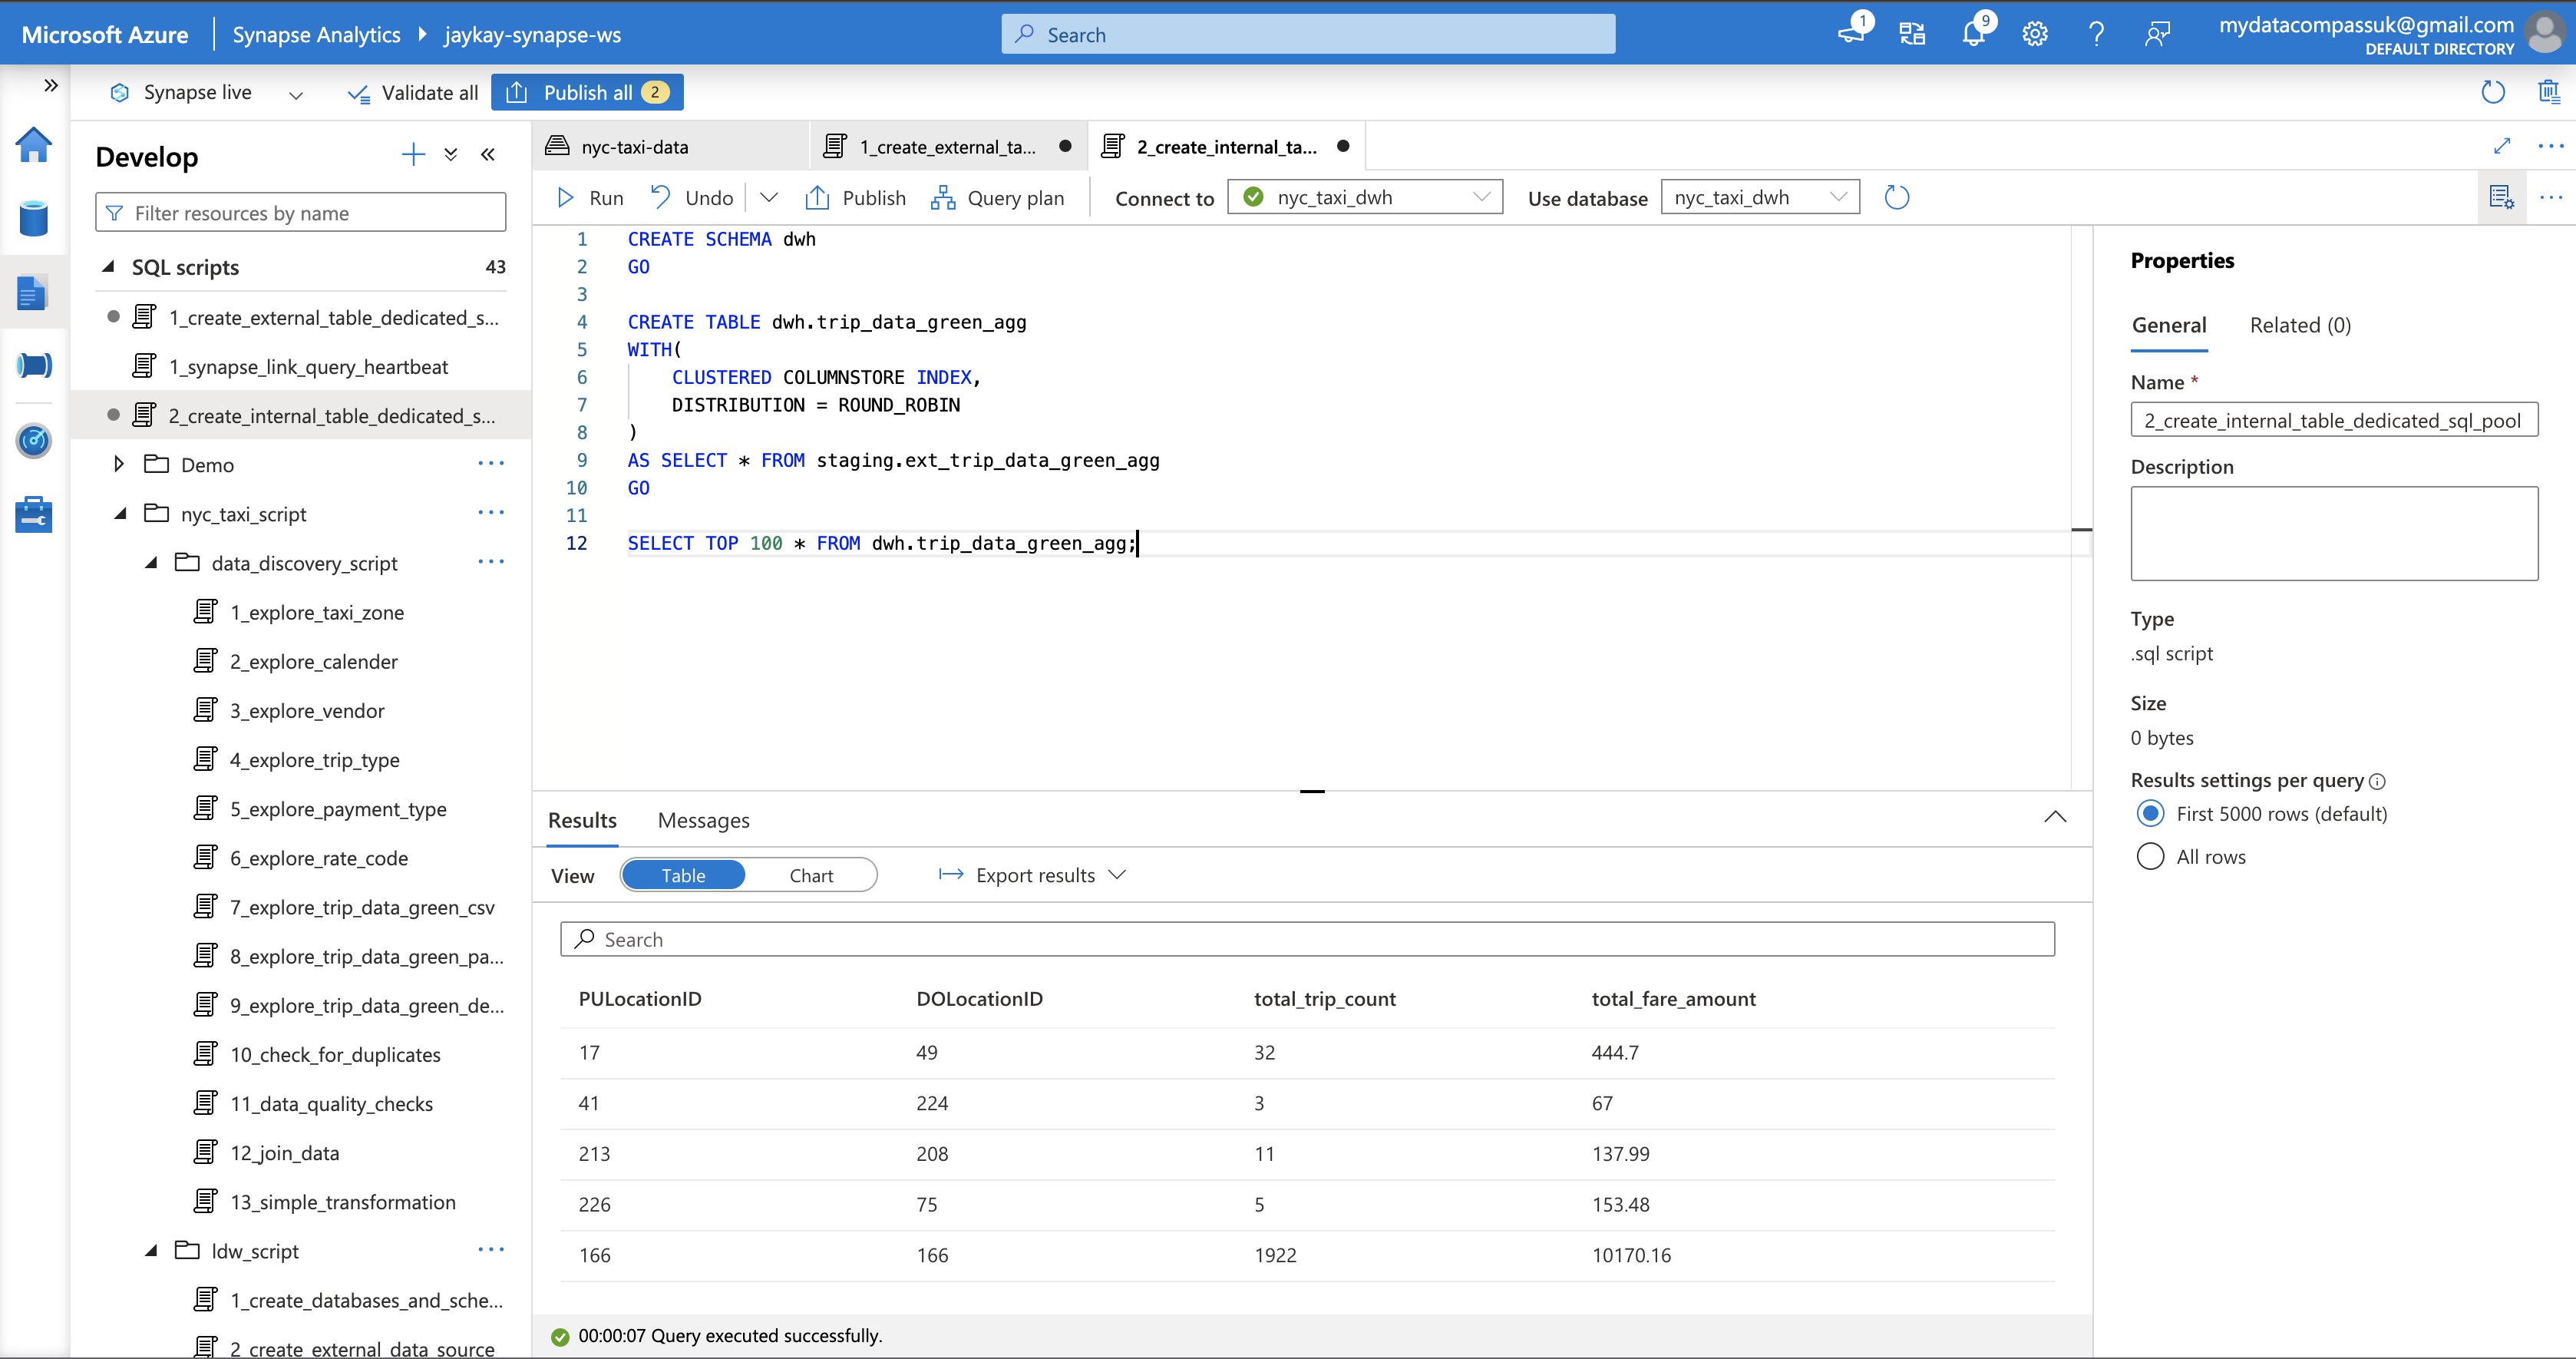 Microsoft Azure
Synapse Analytics
jaykay-synapse-ws
Search
1
9
mydatacompassuk@gmail.com
DEFAULT DIRECTORY
Synapse live
Validate all
Publish all 2
Develop
Filter resources by name
SQL scripts 43
1_create_external_table_dedicated_s...
1_synapse_link_query_heartbeat
2_create_internal_table_dedicated_s...
Demo
nyc_taxi_script
data_discovery_script
1_explore_taxi_zone
2_explore_calender
3_explore_vendor
4_explore_trip_type
5_explore_payment_type
6_explore_rate_code
7_explore_trip_data_green_csv
8_explore_trip_data_green_pa...
9_explore_trip_data_green_de...
10_check_for_duplicates
11_data_quality_checks
12_join_data
13_simple_transformation
ldw_script
1_create_databases_and_sche...
2_create_external_data_source
nyc-taxi-data
1_create_external_ta...
2_create_internal_ta...
Run
Undo
Publish
Query plan
Connect to
nyc_taxi_dwh
Use database
nyc_taxi_dwh
1 CREATE SCHEMA dwh
2 GO
3
4 CREATE TABLE dwh.trip_data_green_agg
5 WITH(
6 CLUSTERED COLUMNSTORE INDEX,
7 DISTRIBUTION = ROUND_ROBIN
8 )
9 AS SELECT * FROM staging.ext_trip_data_green_agg
10 GO
11
12 SELECT TOP 100 * FROM dwh.trip_data_green_agg;
Results
Messages
View
Table
Chart
Export results
Search
PULocationID DOLocationID total_trip_count total_fare_amount
17 49 32 444.7
41 224 3 67
213 208 11 137.99
226 75 5 153.48
166 166 1922 10170.16
00:00:07 Query executed successfully.
Properties
General
Related (0)
Name *
2_create_internal_table_dedicated_sql_pool
Description
Type
.sql script
Size
0 bytes
Results settings per query
First 5000 rows (default)
All rows